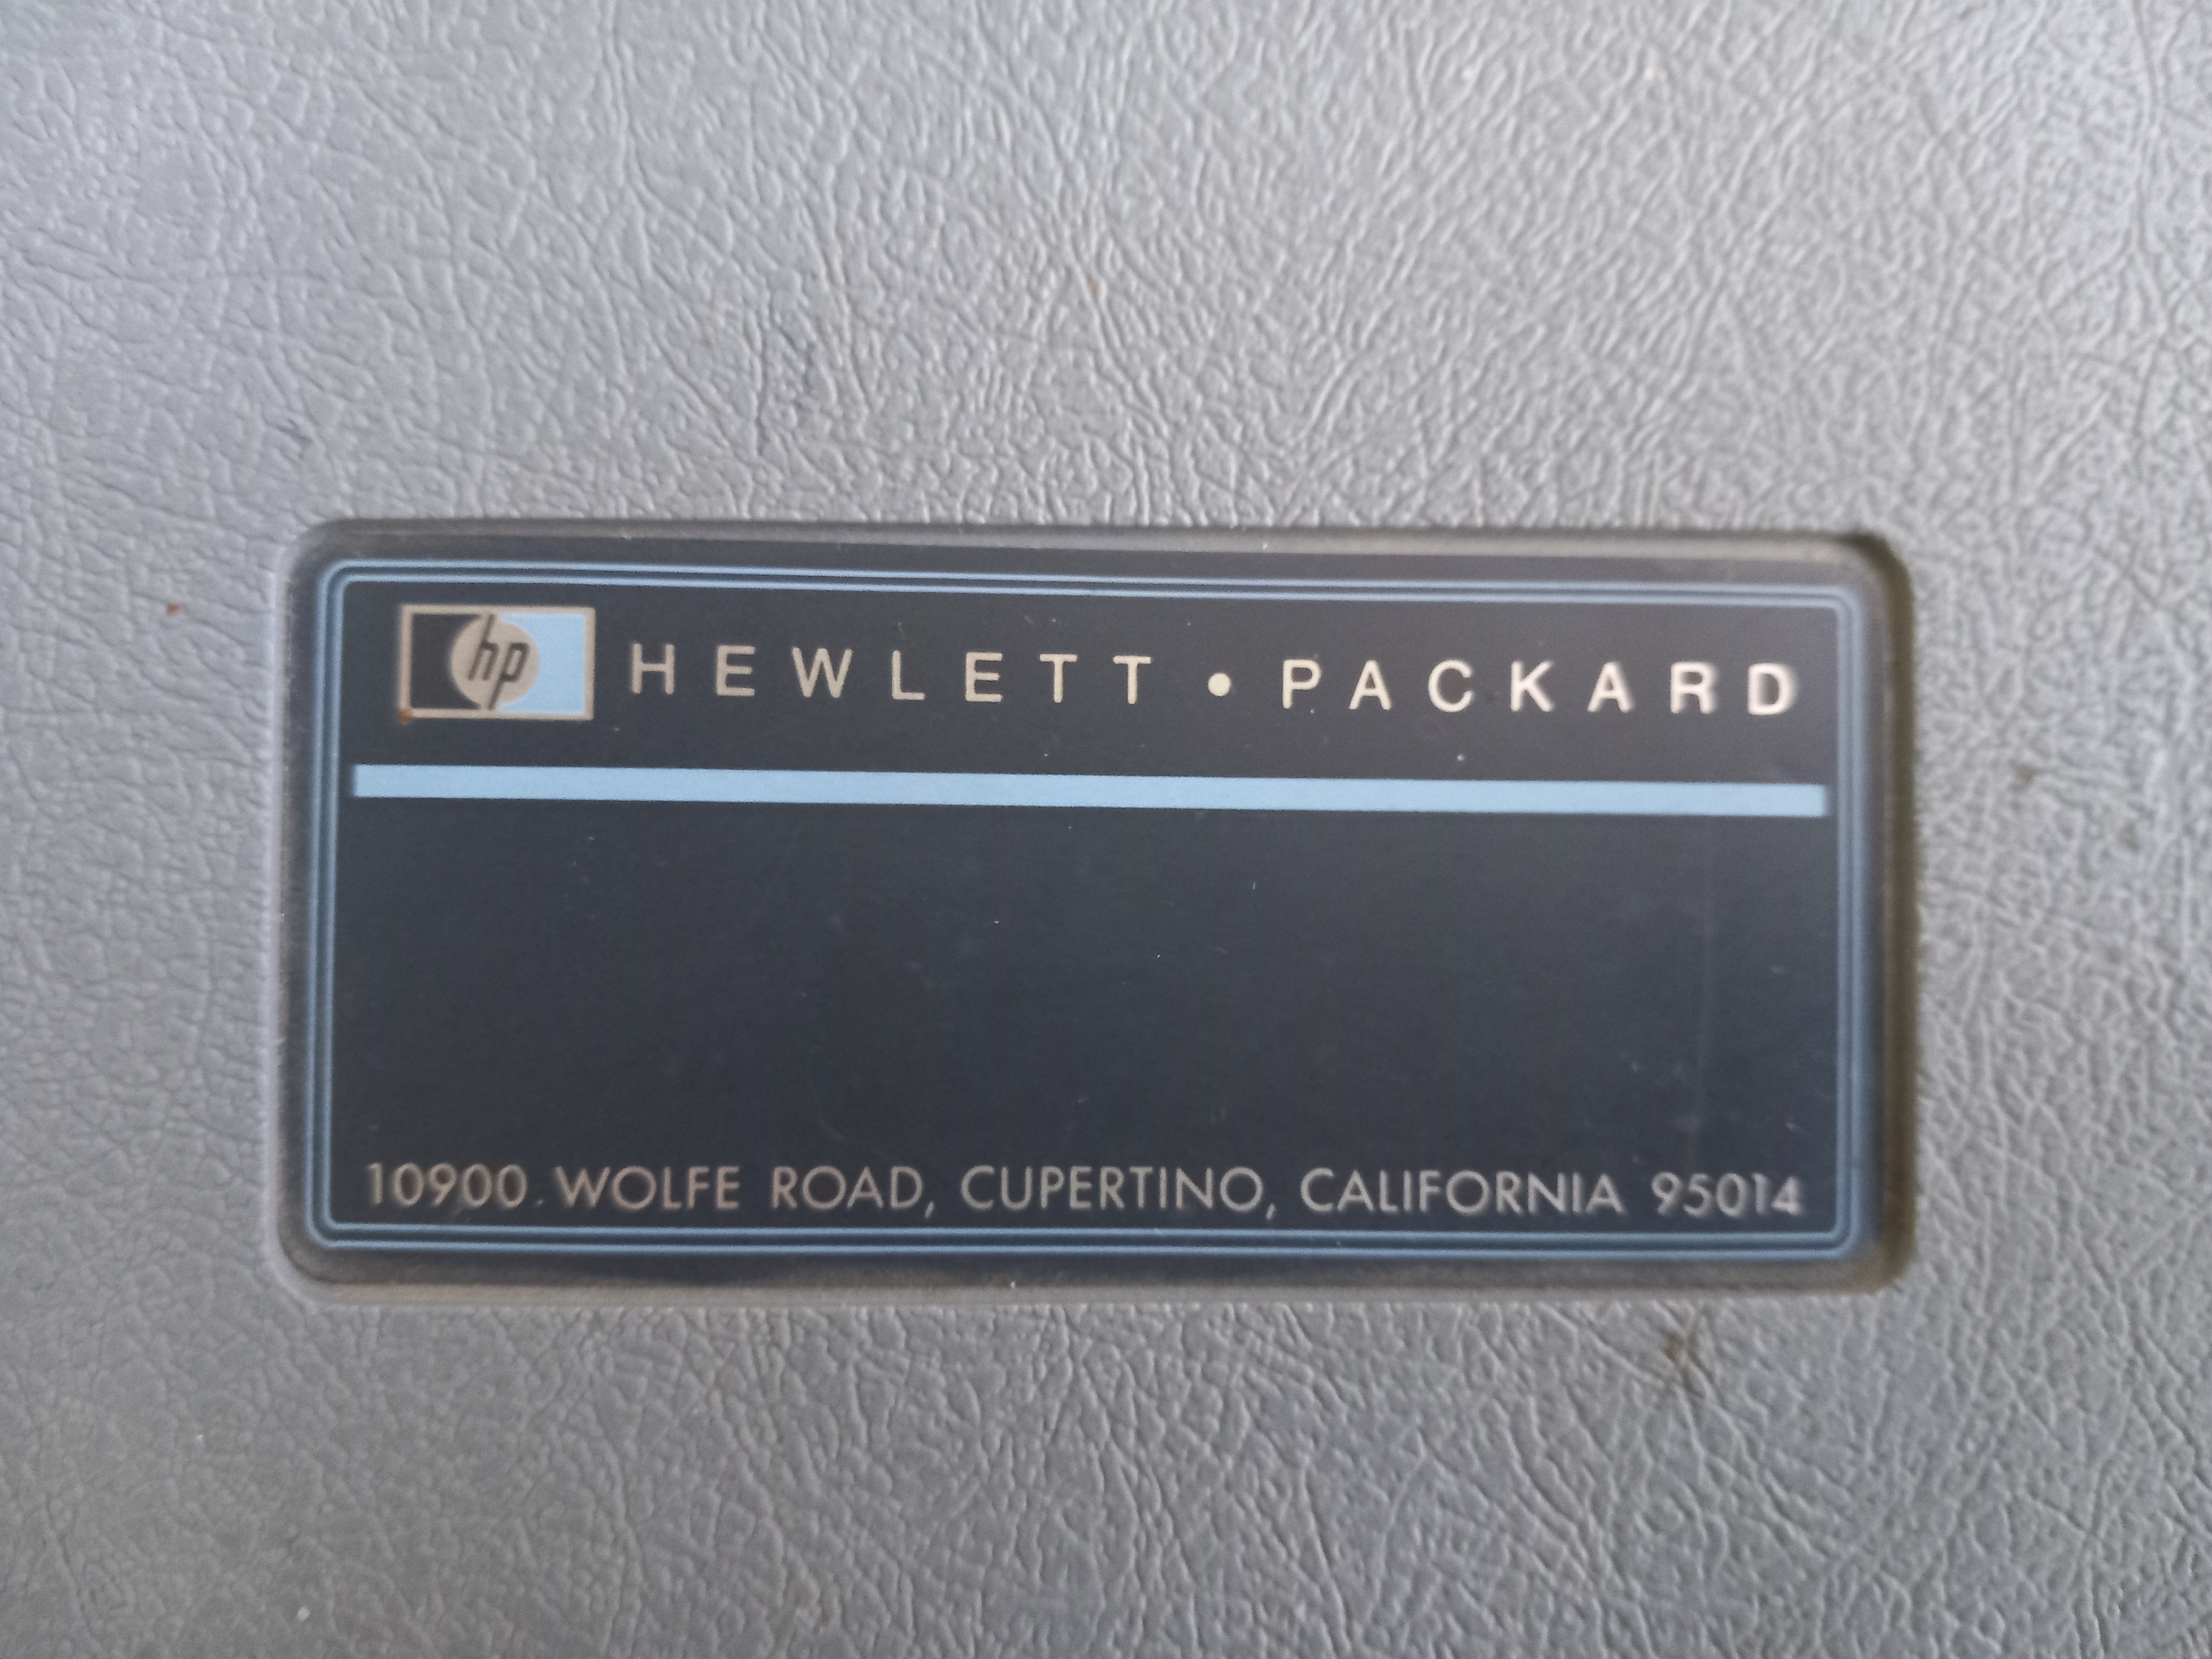 hp HEWLETT • PACKARD
10900 WOLFE ROAD, CUPERTINO, CALIFORNIA 95014